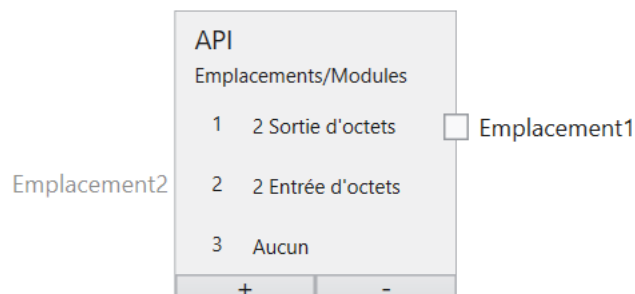 API
Emplacements/Modules
1 2 Sortie d'octets Emplacement1
Emplacement2 2 2 Entrée d'octets
3 Aucun
+ -